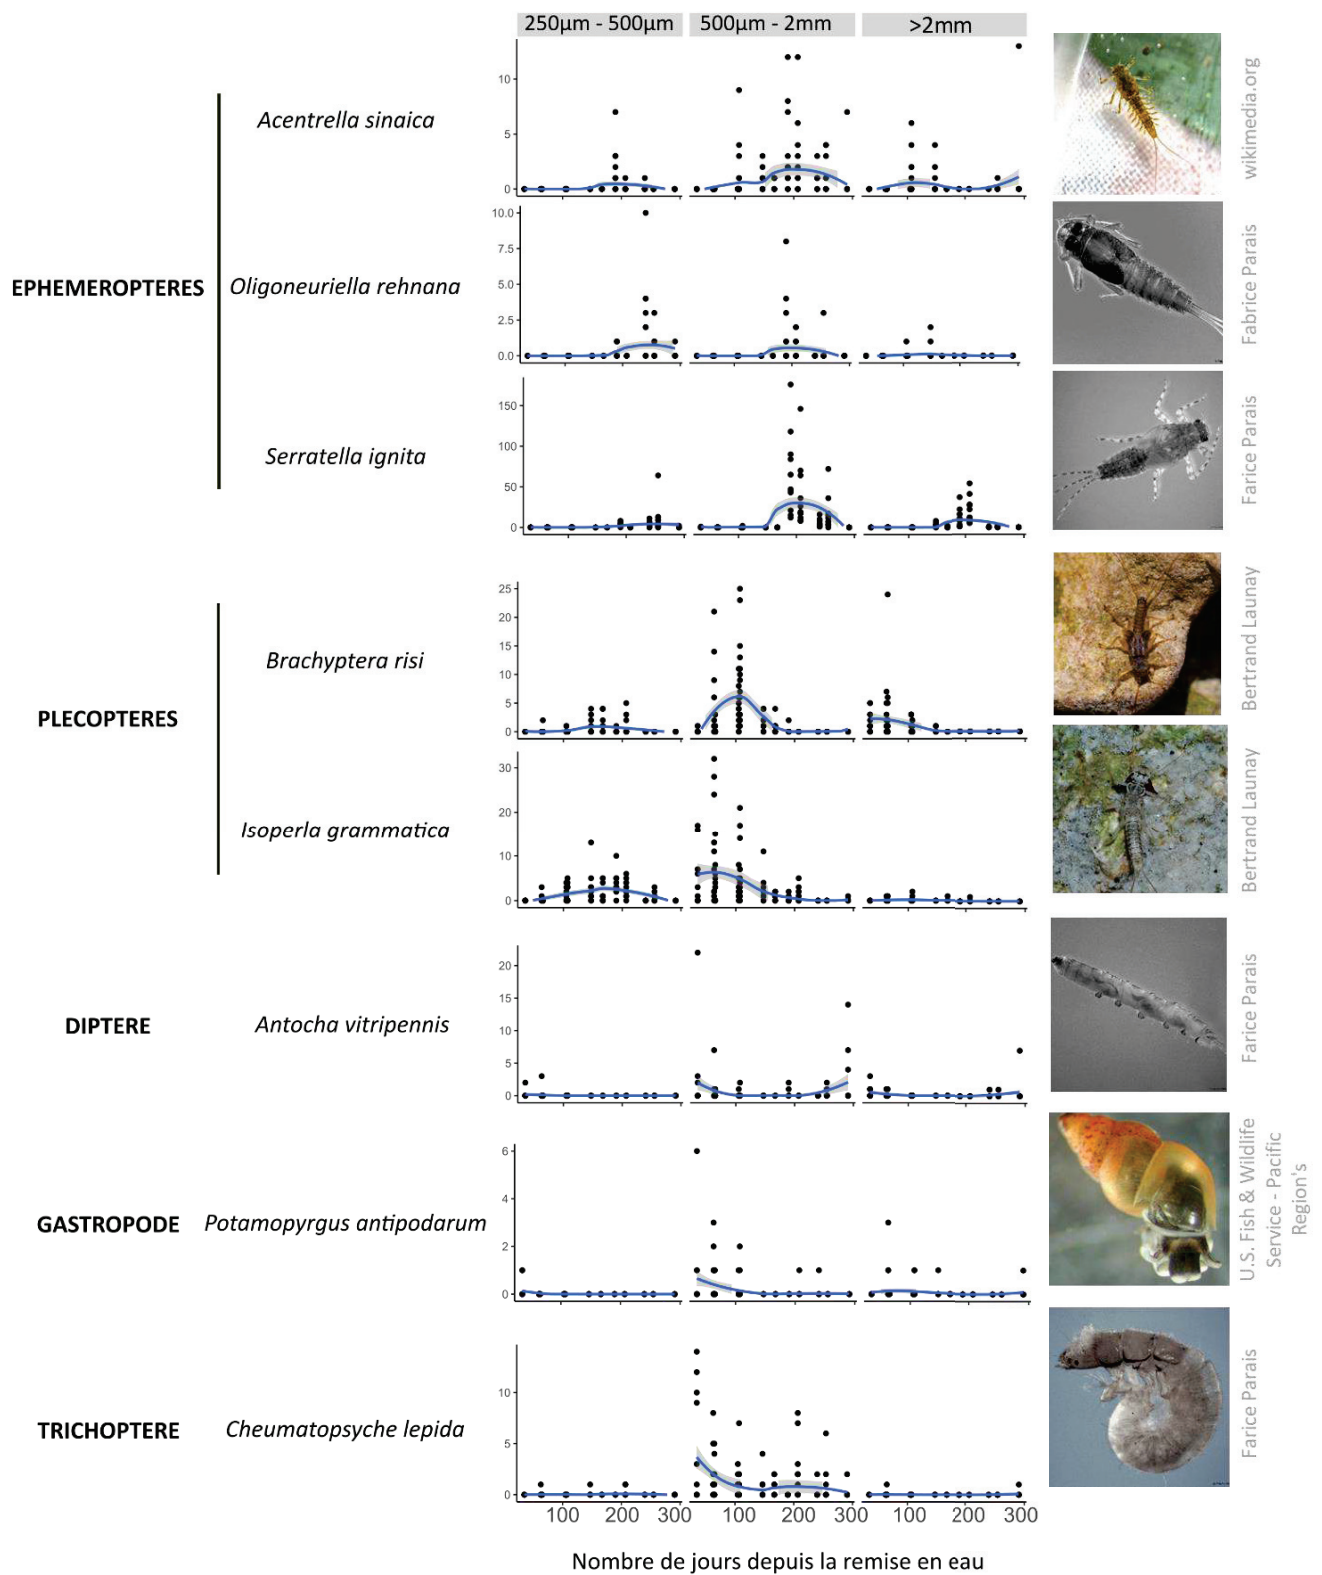 250µm - 500µm 500µm - 2mm >2mm
10
5
0
Acentrella sinaica
wikimedia.org
10.0
7.5
5.0
2.5
0.0
EPHEMEROPTERES
Oligoneuriella rehnana
Fabrice Parais
150
100
50
0
Serratella ignita
Farice Parais
25
20
15
10
5
0
Brachyptera risi
Bertrand Launay
PLECOPTERES
30
20
10
0
Isoperla grammatica
Bertrand Launay
20
15
10
5
0
DIPTERE
Antocha vitripennis
Farice Parais
6
4
2
0
GASTROPODE
Potamopyrgus antipodarum
U.S. Fish & Wildlife
Service - Pacific
Region's
10
5
0
TRICHOPTERE
Cheumatopsyche lepida
Farice Parais
100 200 300 100 200 300 100 200 300
Nombre de jours depuis la remise en eau